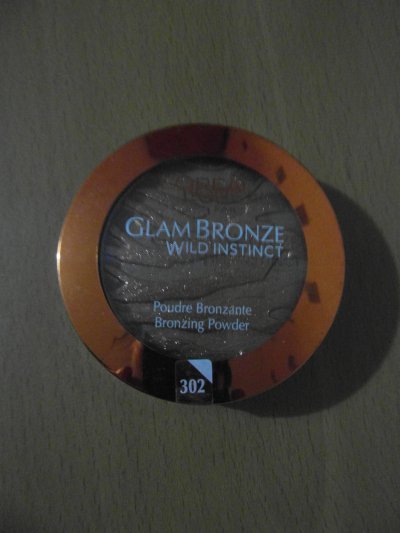 GLAM BRONZE
WILD INSTINCT
Poudre Bronzante
Bronzing Powder
302